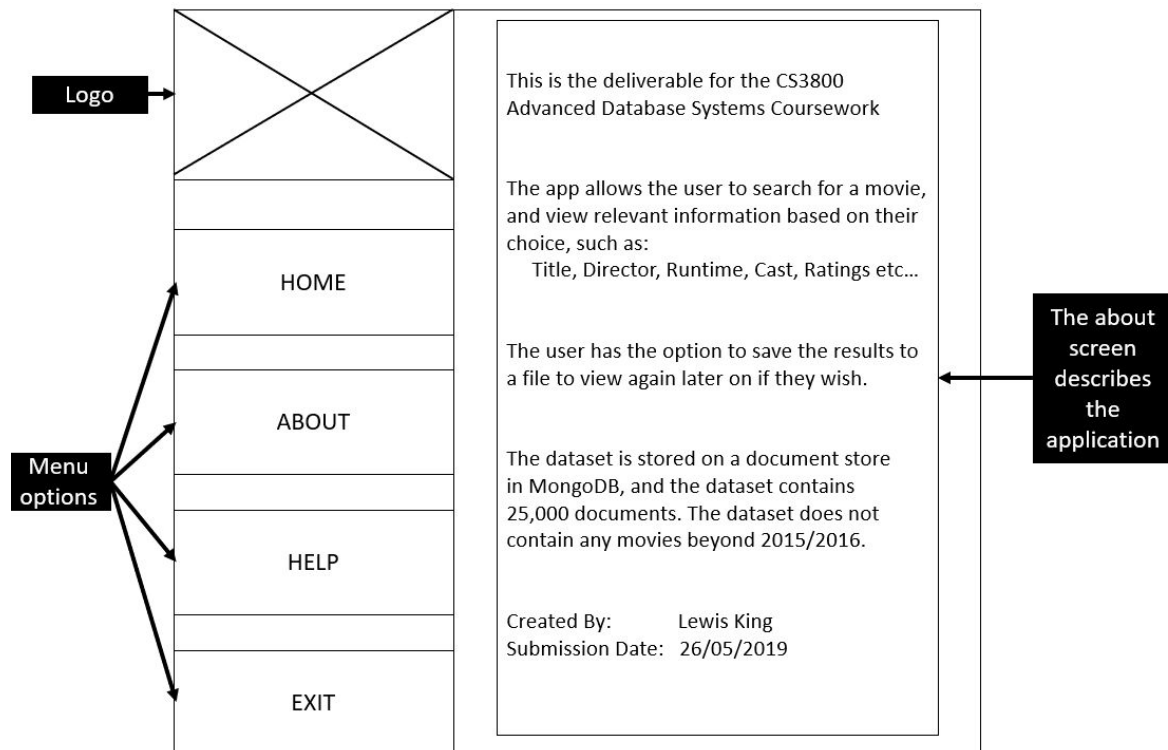 Logo
HOME
ABOUT
Menu
options
HELP
EXIT
This is the deliverable for the CS3800
Advanced Database Systems Coursework
The app allows the user to search for a movie,
and view relevant information based on their
choice, such as:
Title, Director, Runtime, Cast, Ratings etc...
The user has the option to save the results to
a file to view again later on if they wish.
The dataset is stored on a document store
in MongoDB, and the dataset contains
25,000 documents. The dataset does not
contain any movies beyond 2015/2016.
Created By: Lewis King
Submission Date: 26/05/2019
The about
screen
describes
the
application